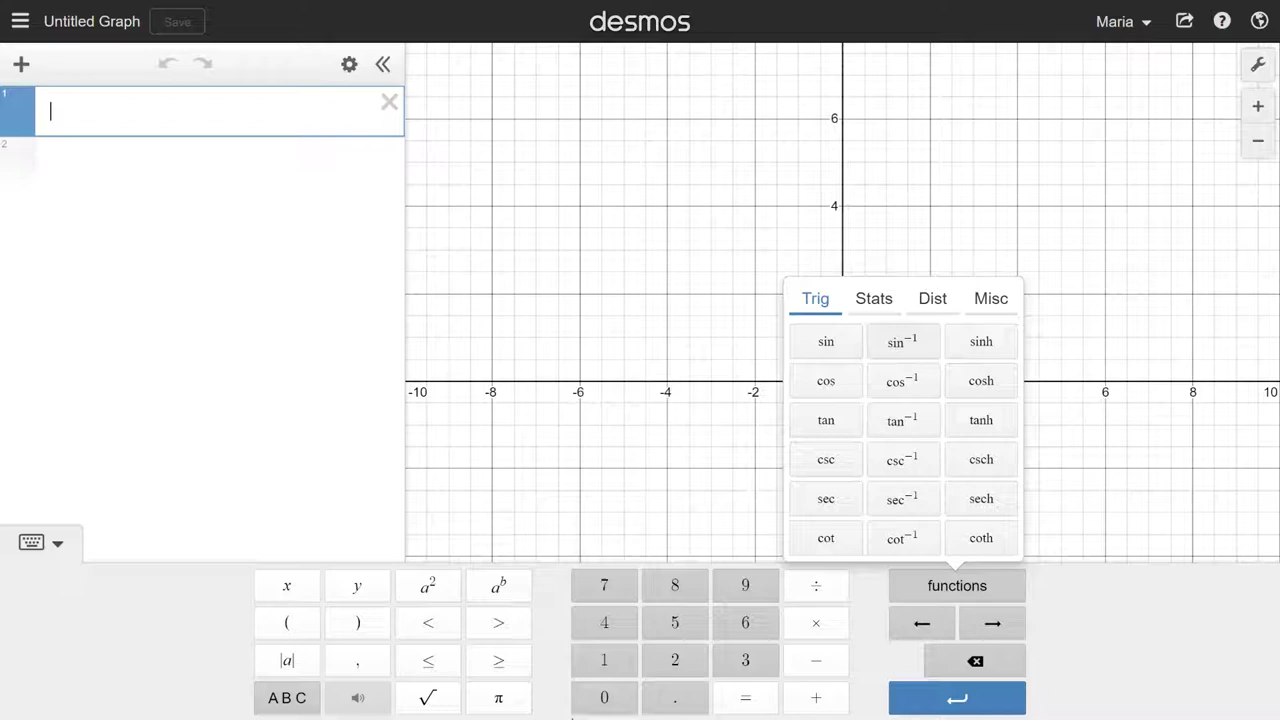 Untitled Graph Save desmos Maria ?
1
2
6
4
-10 -8 -6 -4 -2 6 8 10
Trig Stats Dist Misc
sin sin⁻¹ sinh
cos cos⁻¹ cosh
tan tan⁻¹ tanh
csc csc⁻¹ csch
sec sec⁻¹ sech
cot cot⁻¹ coth
x y a² aᵇ 7 8 9 ÷ functions
( ) < > 4 5 6 × ← →
|a| , ≤ ≥ 1 2 3 −
A B C √ π 0 . = +